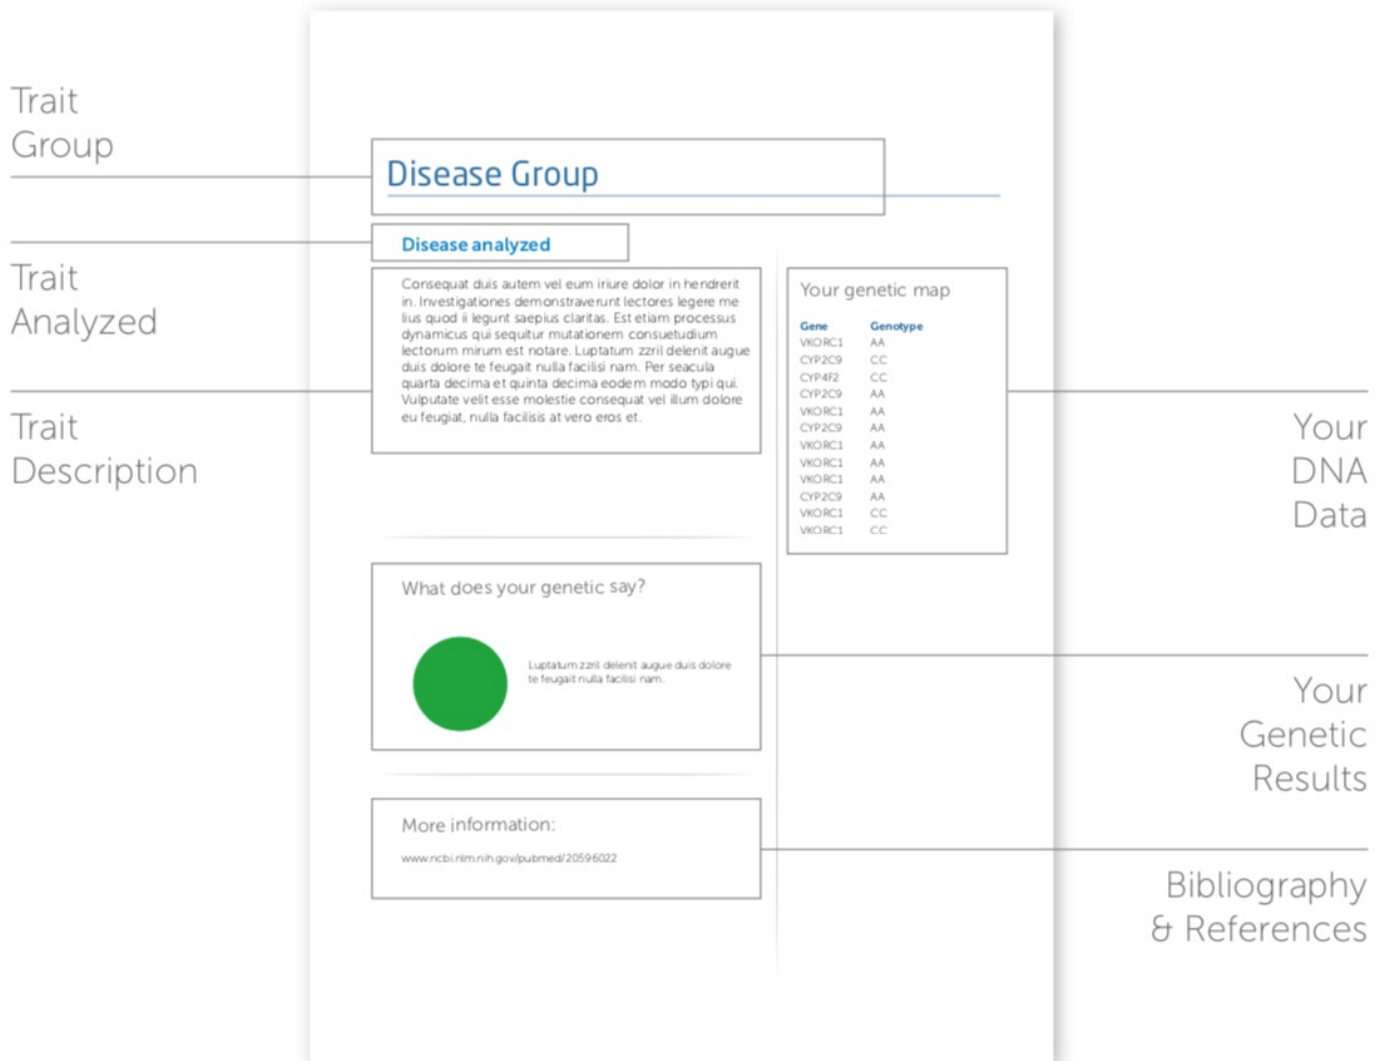 Trait
Group
Disease Group
Disease analyzed
Trait
Analyzed
Consequat duis autem vel eum iriure dolor in hendrerit
in. Investigationes demonstraverunt lectores legere me
lius quod ii legunt saepius claritas. Est etiam processus
dynamicus qui sequitur mutationem consuetudium
lectorum mirum est notare. Luptatum zzril delenit augue
duis dolore te feugait nulla facilisi nam. Per seacula
quarta decima et quinta decima eodem modo typi qui.
Vulputate velit esse molestie consequat vel illum dolore
eu feugiat, nulla facilisis at vero eros et.
Trait
Description
Your genetic map
Gene Genotype
VKORC1 AA
CYP2C9 CC
CYP4F2 CC
CYP2C9 AA
VKORC1 AA
CYP2C9 AA
VKORC1 AA
VKORC1 AA
VKORC1 AA
CYP2C9 AA
VKORC1 CC
VKORC1 CC
Your
DNA
Data
What does your genetic say?
Luptatum zzril delenit augue duis dolore
te feugait nulla facilisi nam.
Your
Genetic
Results
More information:
www.ncbi.nlm.nih.gov/pubmed/20596022
Bibliography
& References